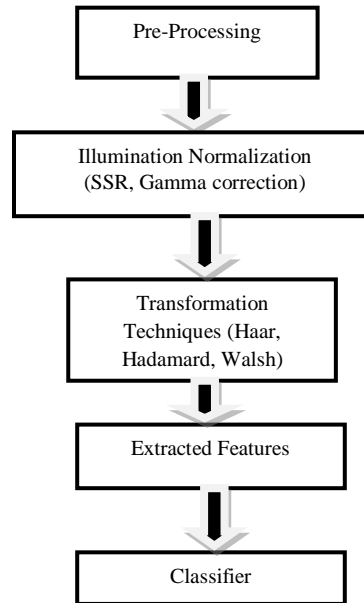 Pre-Processing
Illumination Normalization
(SSR, Gamma correction)
Transformation
Techniques (Haar,
Hadamard, Walsh)
Extracted Features
Classifier